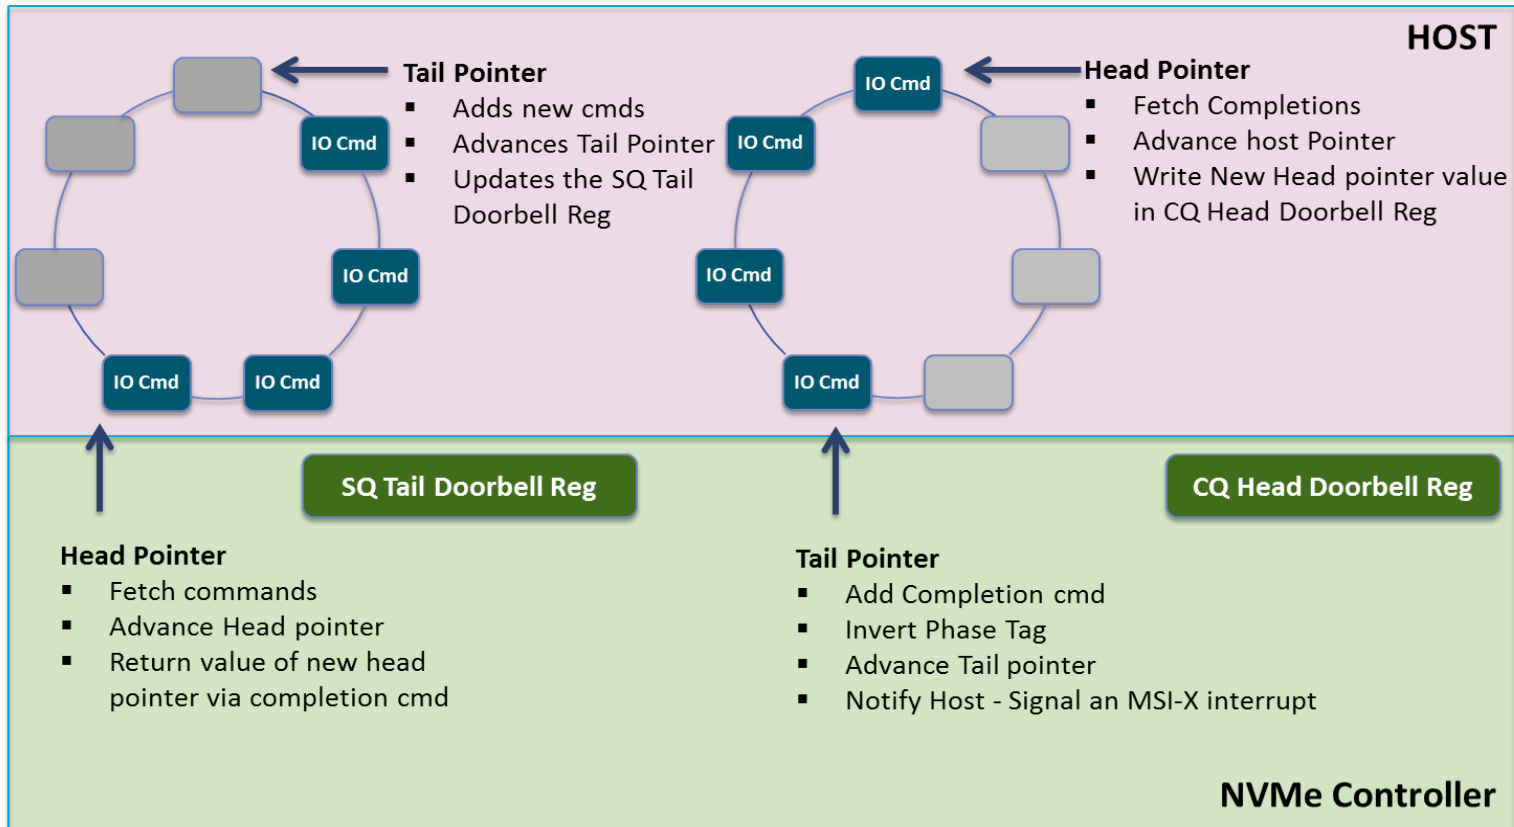 HOST
Tail Pointer
▪ Adds new cmds
▪ Advances Tail Pointer
▪ Updates the SQ Tail
Doorbell Reg
IO Cmd
IO Cmd
IO Cmd
IO Cmd
Head Pointer
▪ Fetch Completions
▪ Advance host Pointer
▪ Write New Head pointer value
in CQ Head Doorbell Reg
IO Cmd
IO Cmd
IO Cmd
IO Cmd
SQ Tail Doorbell Reg
CQ Head Doorbell Reg
Head Pointer
▪ Fetch commands
▪ Advance Head pointer
▪ Return value of new head
pointer via completion cmd
Tail Pointer
▪ Add Completion cmd
▪ Invert Phase Tag
▪ Advance Tail pointer
▪ Notify Host - Signal an MSI-X interrupt
NVMe Controller